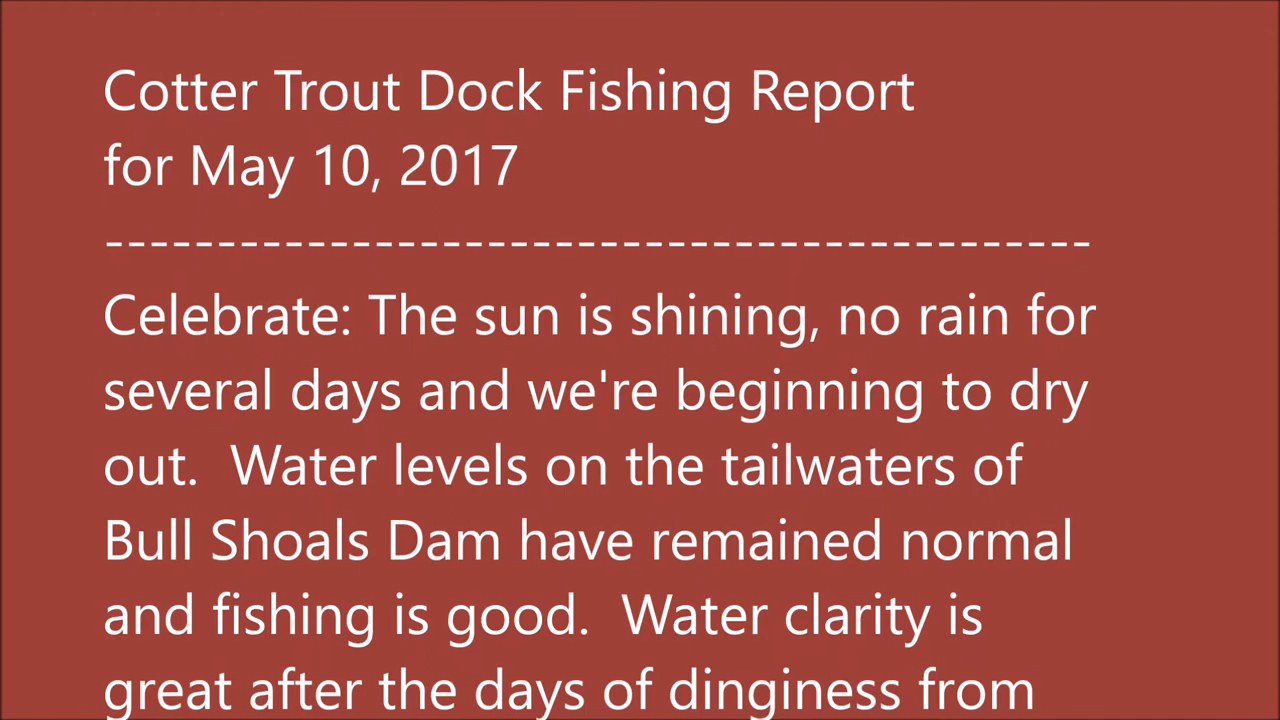 Cotter Trout Dock Fishing Report
for May 10, 2017
--------------------------------------------
Celebrate: The sun is shining, no rain for
several days and we're beginning to dry
out.  Water levels on the tailwaters of
Bull Shoals Dam have remained normal
and fishing is good.  Water clarity is
great after the days of dinginess from